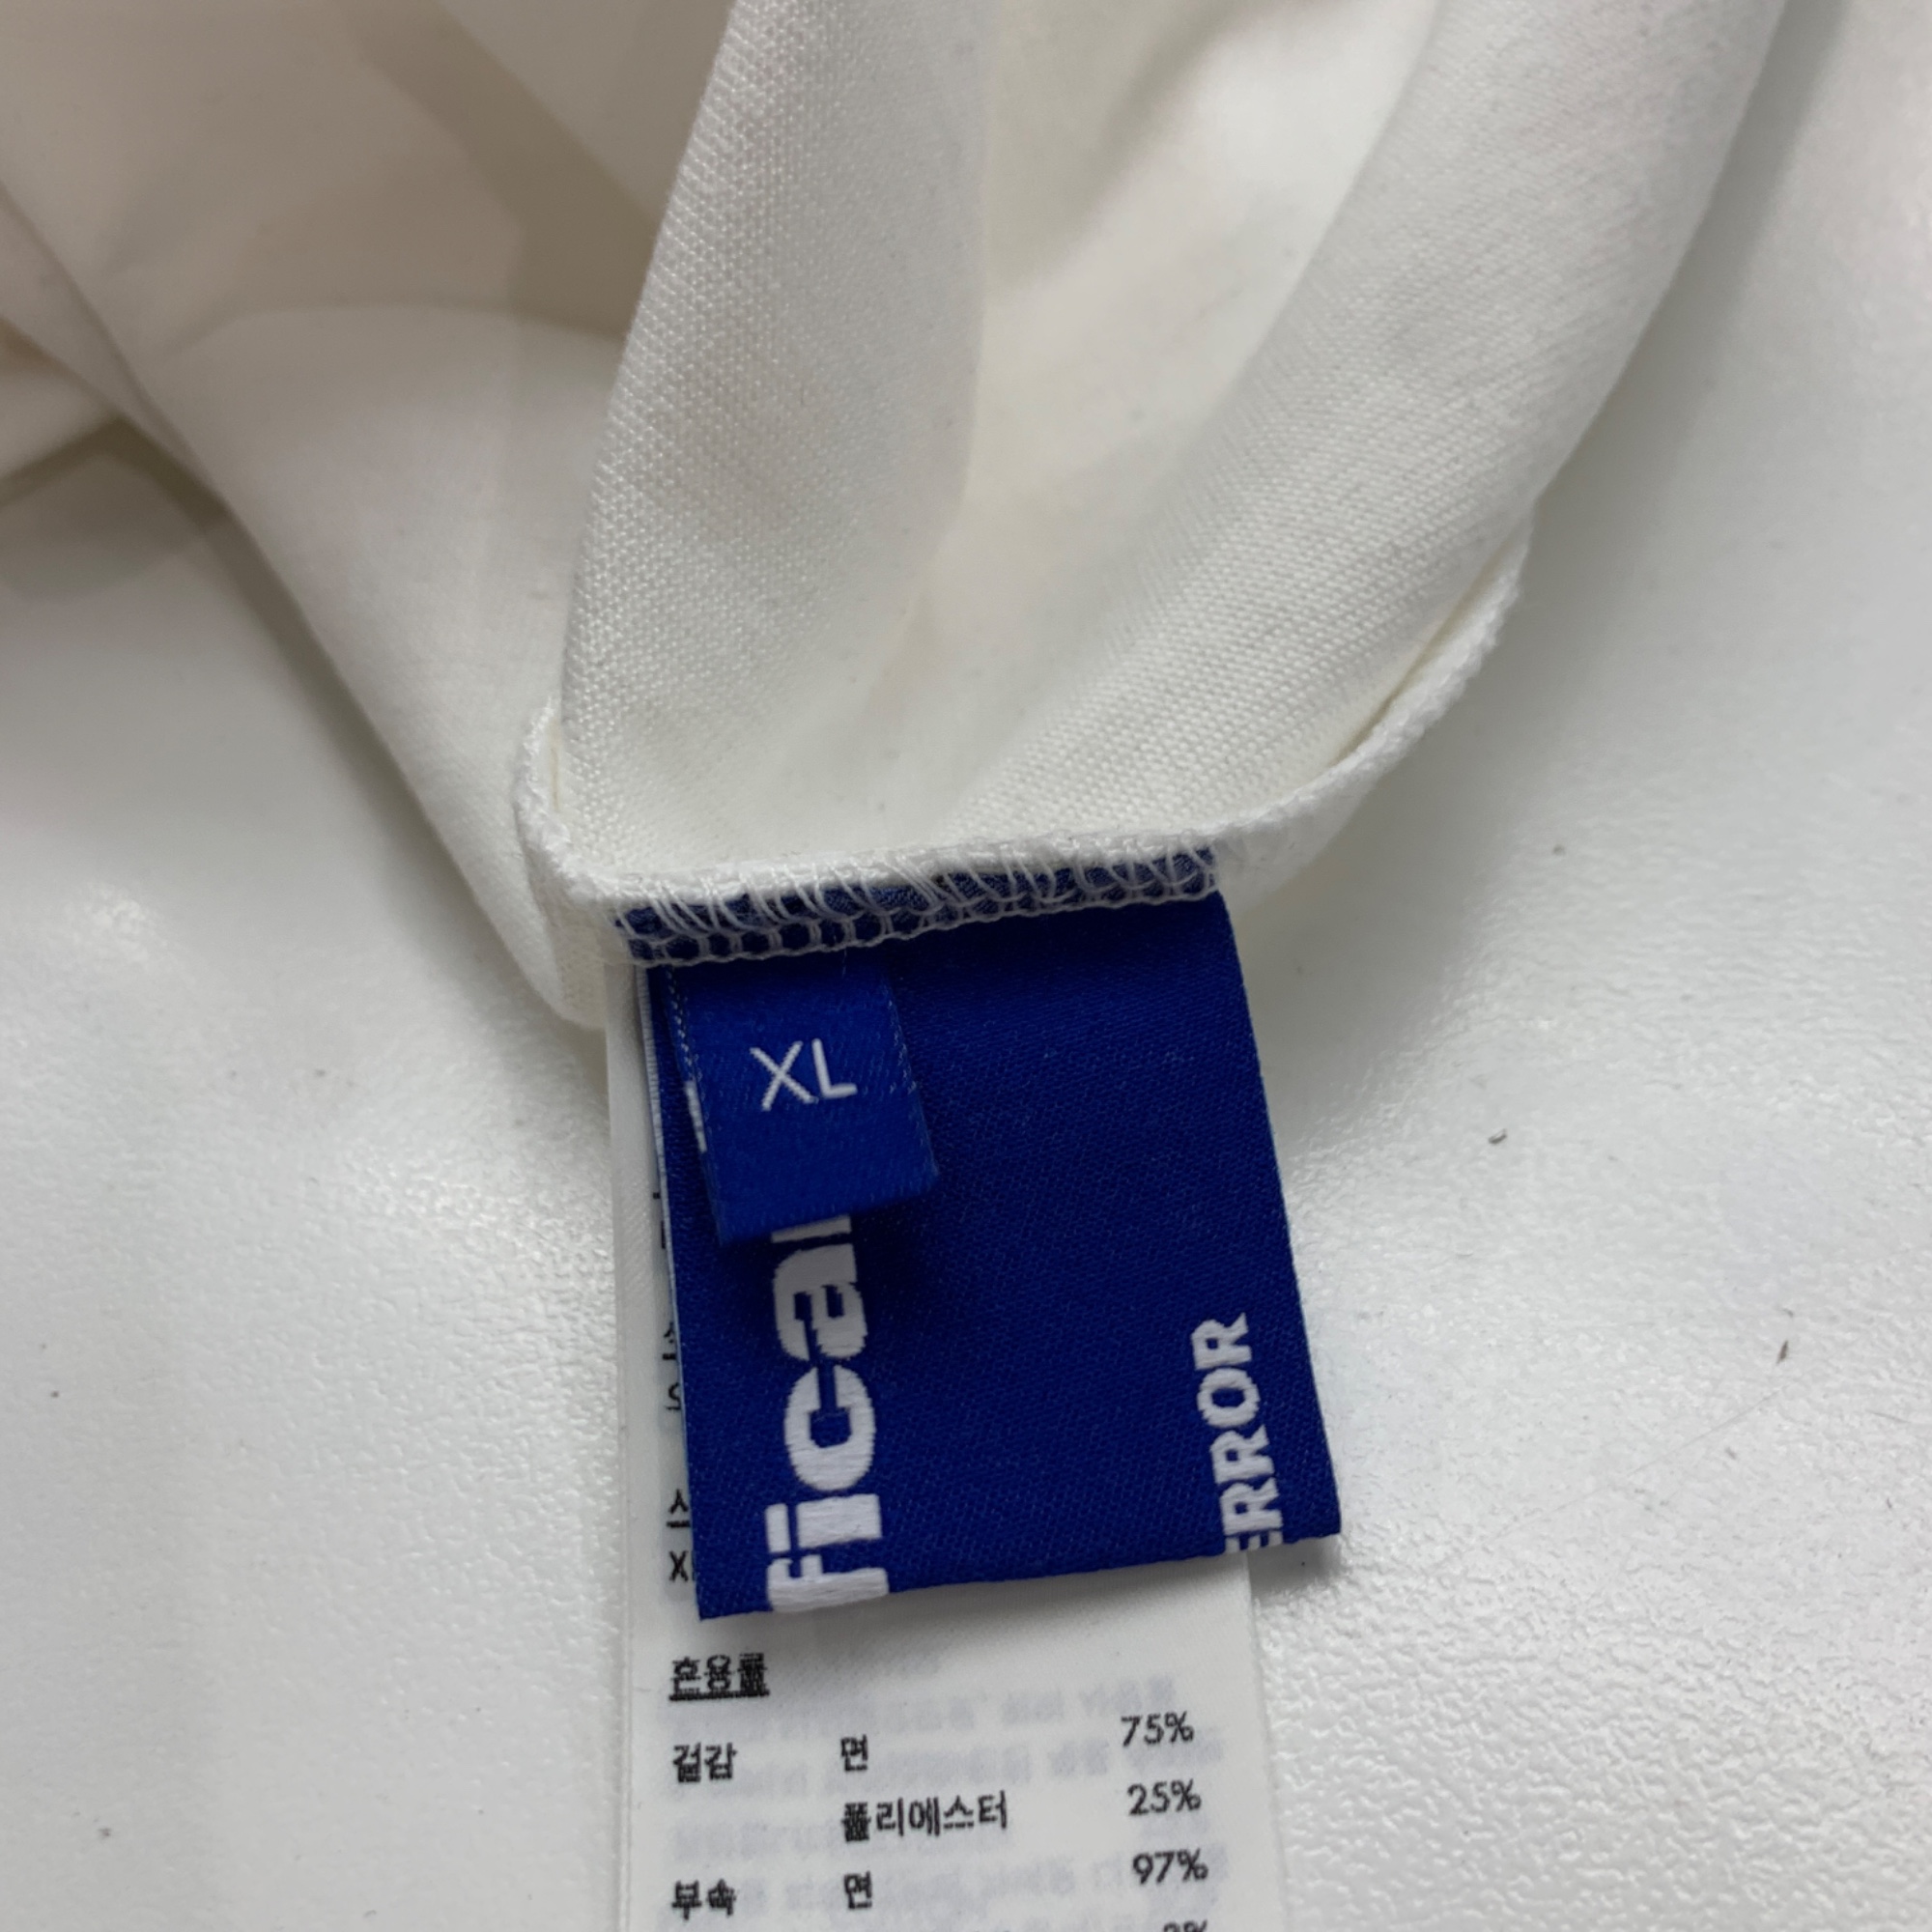 XL
fical
ERROR
혼용률
겉감 면 75%
폴리에스터 25%
부속 면 97%